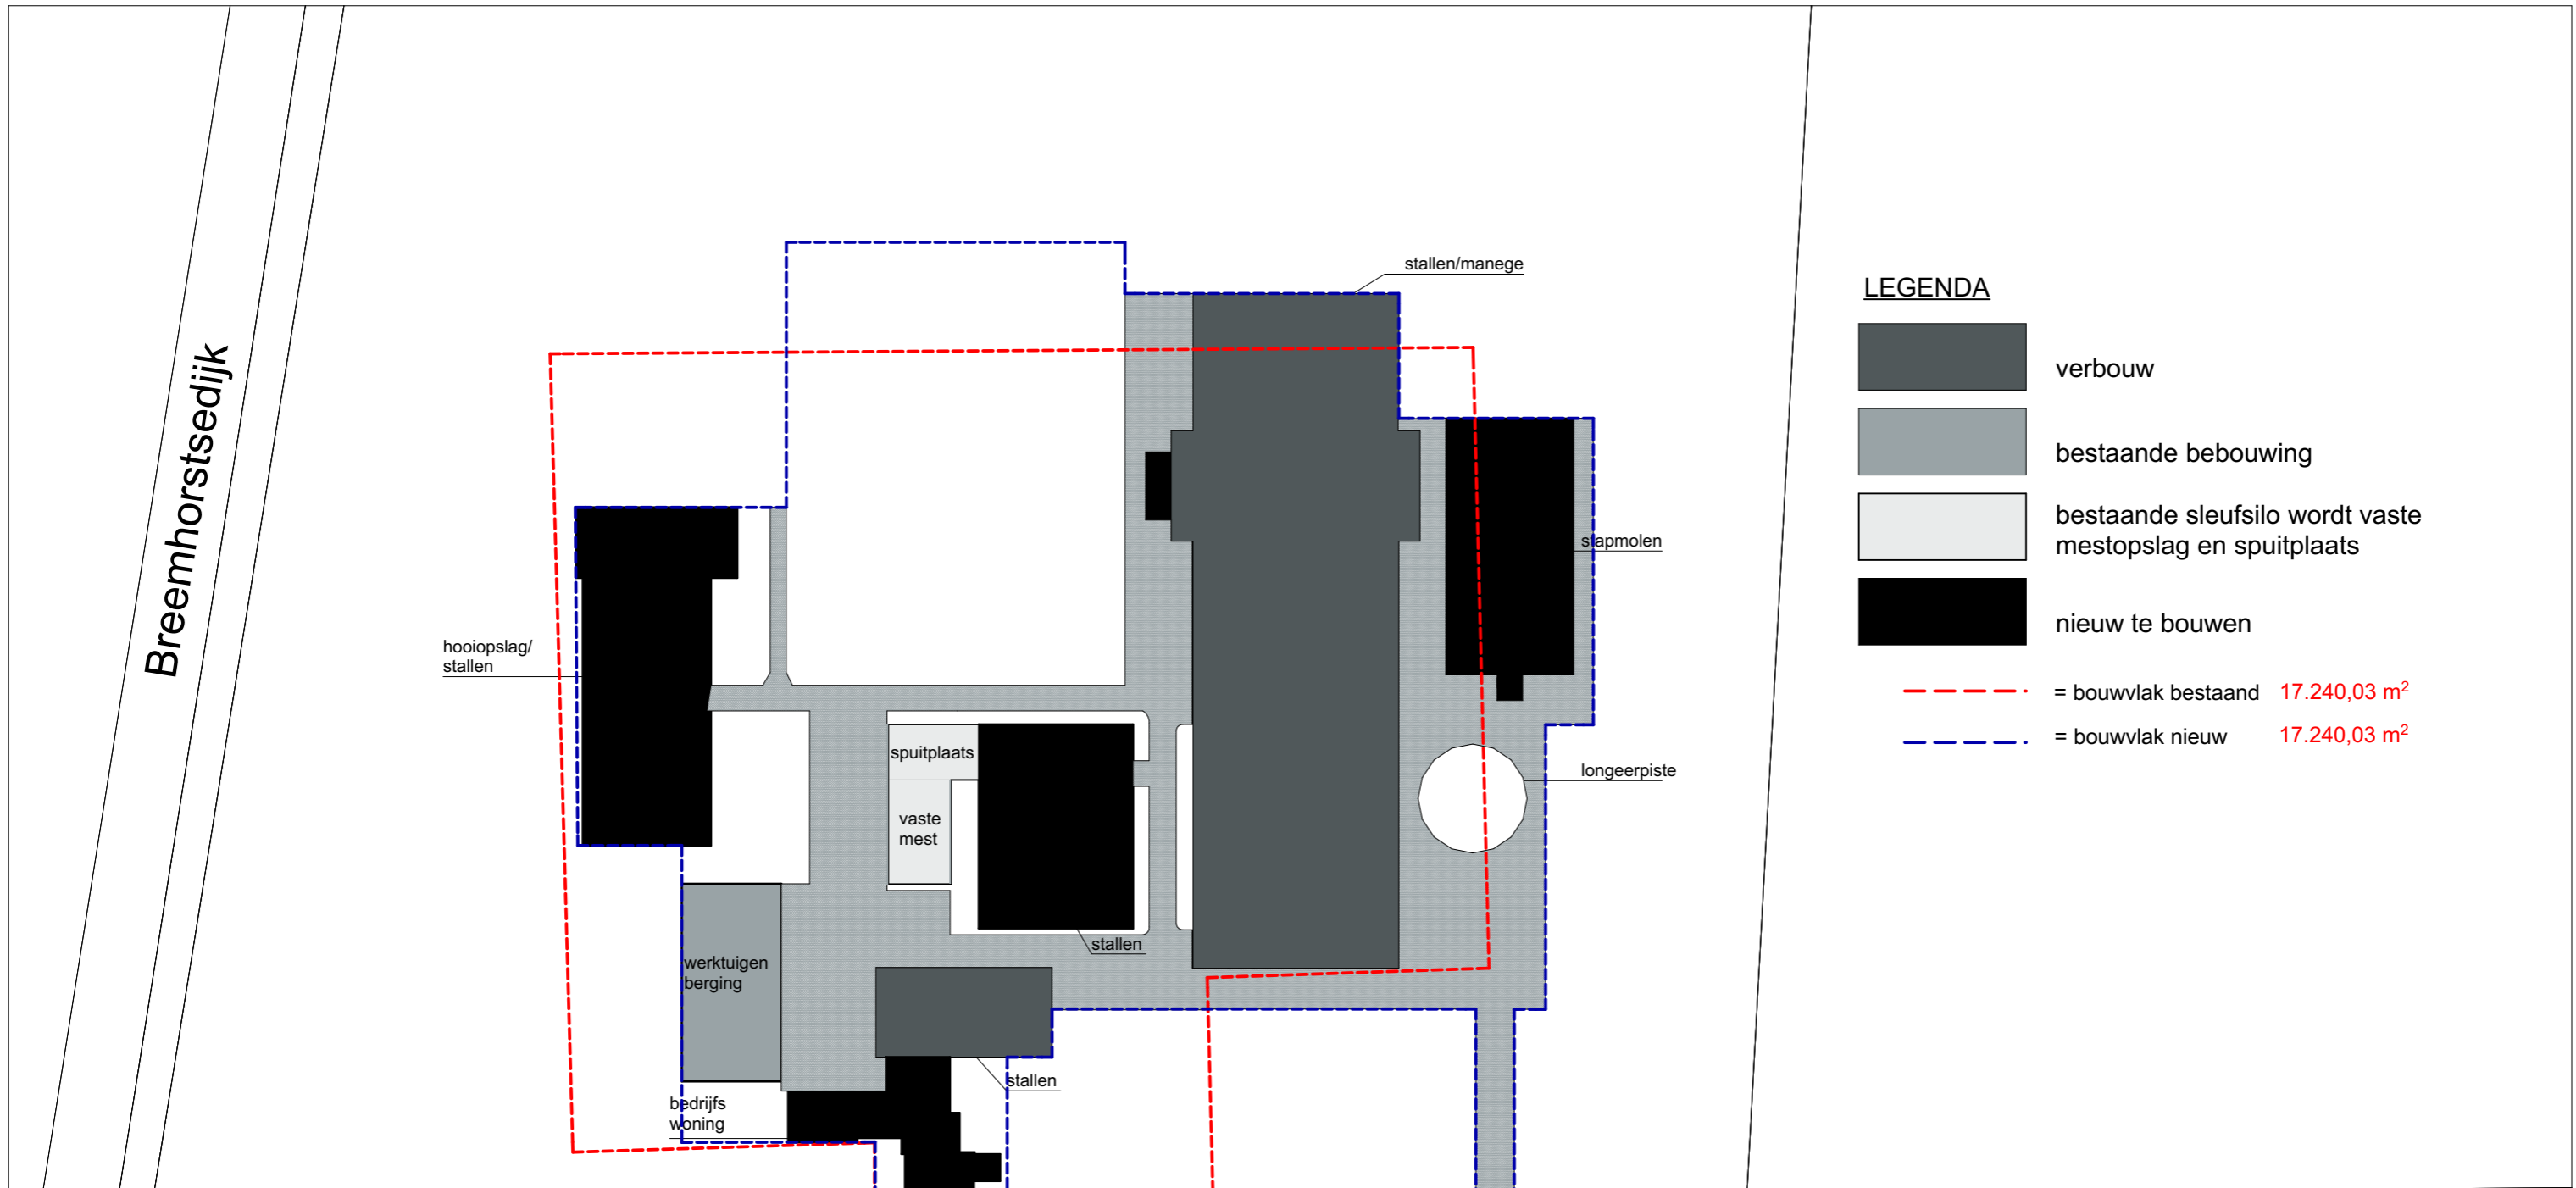 Breemhorstsedijk
stallen/manege
stapmolen
hooiopslag/
stallen
spuitplaats
longeerpiste
vaste
mest
stallen
werktuigen
berging
stallen
bedrijfs
woning
LEGENDA
verbouw
bestaande bebouwing
bestaande sleufsilo wordt vaste
mestopslag en spuitplaats
nieuw te bouwen
= bouwvlak bestaand 17.240,03 m²
= bouwvlak nieuw 17.240,03 m²